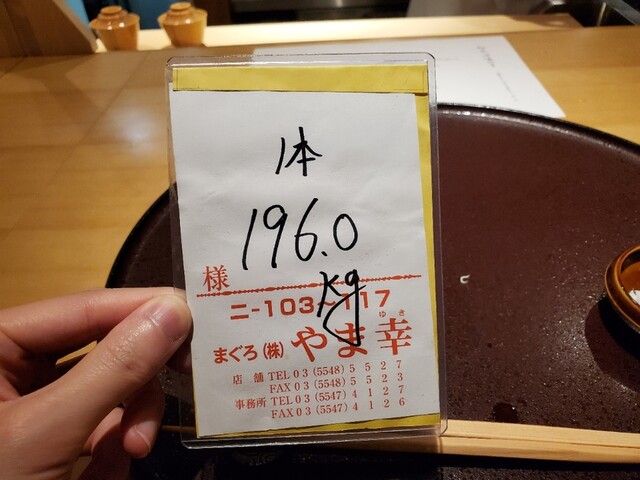 1本
196.0
kg
様
二-103~117
まぐろ(株)やま幸
ゆき
店舗 TEL 03 (5548) 5527
FAX 03 (5548) 5523
事務所 TEL 03 (5547) 4127
FAX 03 (5547) 4126